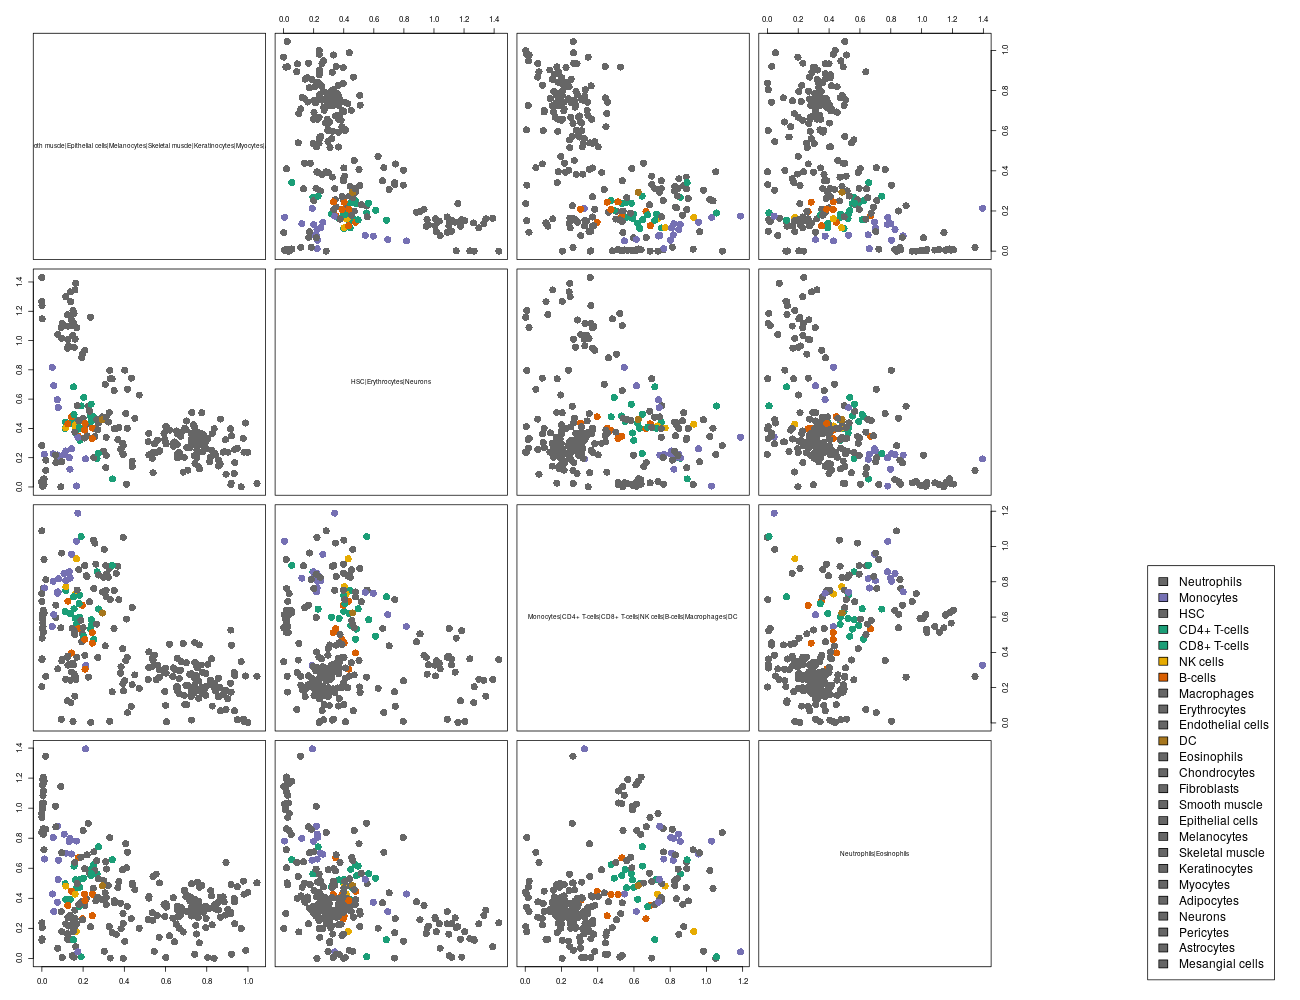 0.0 0.2 0.4 0.6 0.8 1.0 1.2 1.4
0.0 0.2 0.4 0.6 0.8 1.0 1.2 1.4
muscle|Epithelial cells|Melanocytes|Skeletal muscle|Keratinocytes|Myocytes|
0.0 0.2 0.4 0.6 0.8 1.0
0.0 0.2 0.4 0.6 0.8 1.0 1.2 1.4
HSC|Erythrocytes|Neurons
Monocytes|CD4+ T-cells|CD8+ T-cells|NK cells|B-cells|Macrophages|DC
0.0 0.2 0.4 0.6 0.8 1.0 1.2
0.0 0.2 0.4 0.6 0.8 1.0 1.2 1.4
Neutrophils|Eosinophils
0.0 0.2 0.4 0.6 0.8 1.0
0.0 0.2 0.4 0.6 0.8 1.0 1.2
Neutrophils
Monocytes
HSC
CD4+ T-cells
CD8+ T-cells
NK cells
B-cells
Macrophages
Erythrocytes
Endothelial cells
DC
Eosinophils
Chondrocytes
Fibroblasts
Smooth muscle
Epithelial cells
Melanocytes
Skeletal muscle
Keratinocytes
Myocytes
Adipocytes
Neurons
Pericytes
Astrocytes
Mesangial cells